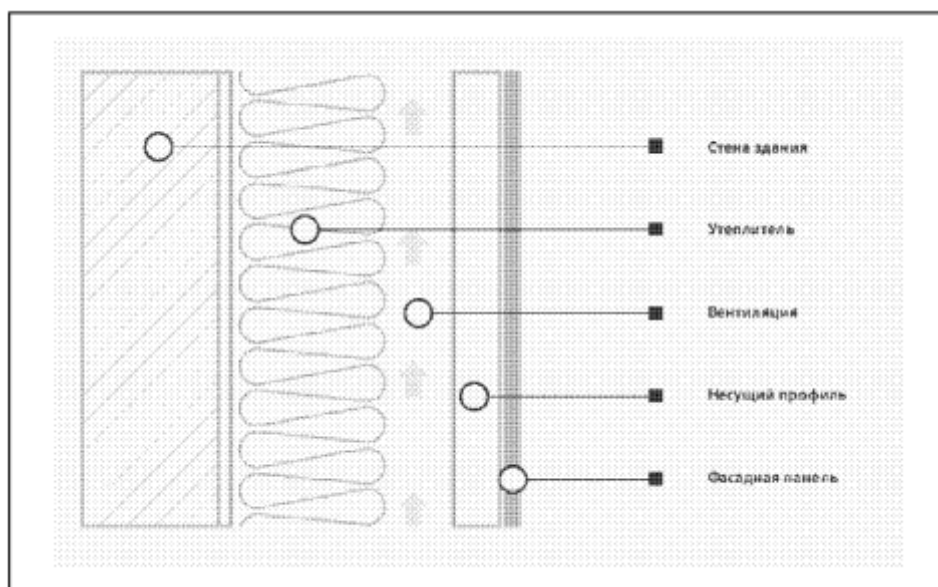 Стена здания
Утеплитель
Вентиляция
Несущий профиль
Фасадная панель